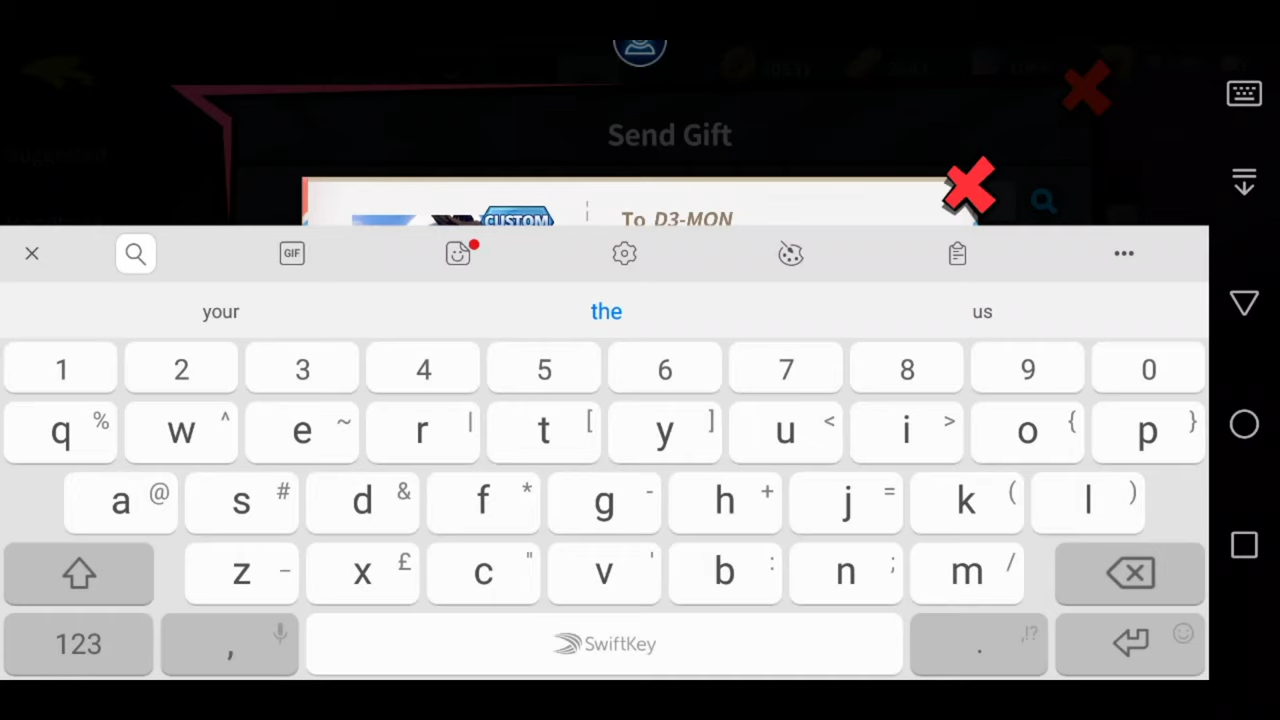 Send Gift
CUSTOM
To D3-MON
GIF
your the us
1 2 3 4 5 6 7 8 9 0
q % w ^ e ~ r | t [ y ] u < i > o { p }
a @ s # d & f * g - h + j = k ( l )
z _ x £ c " v ' b : n ; m /
123 , SwiftKey . ,!?